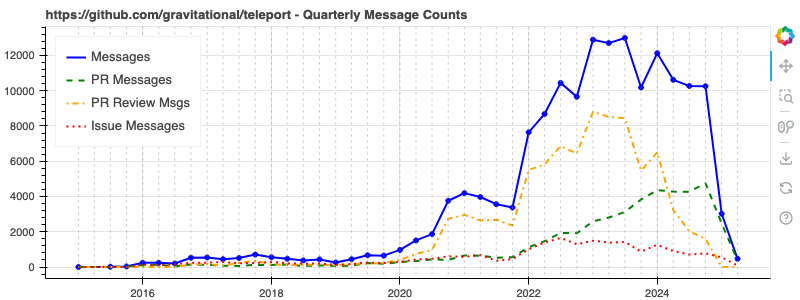 https://github.com/gravitational/teleport - Quarterly Message Counts
Messages
PR Messages
PR Review Msgs
Issue Messages
12000
10000
8000
6000
4000
2000
0
2016 2018 2020 2022 2024